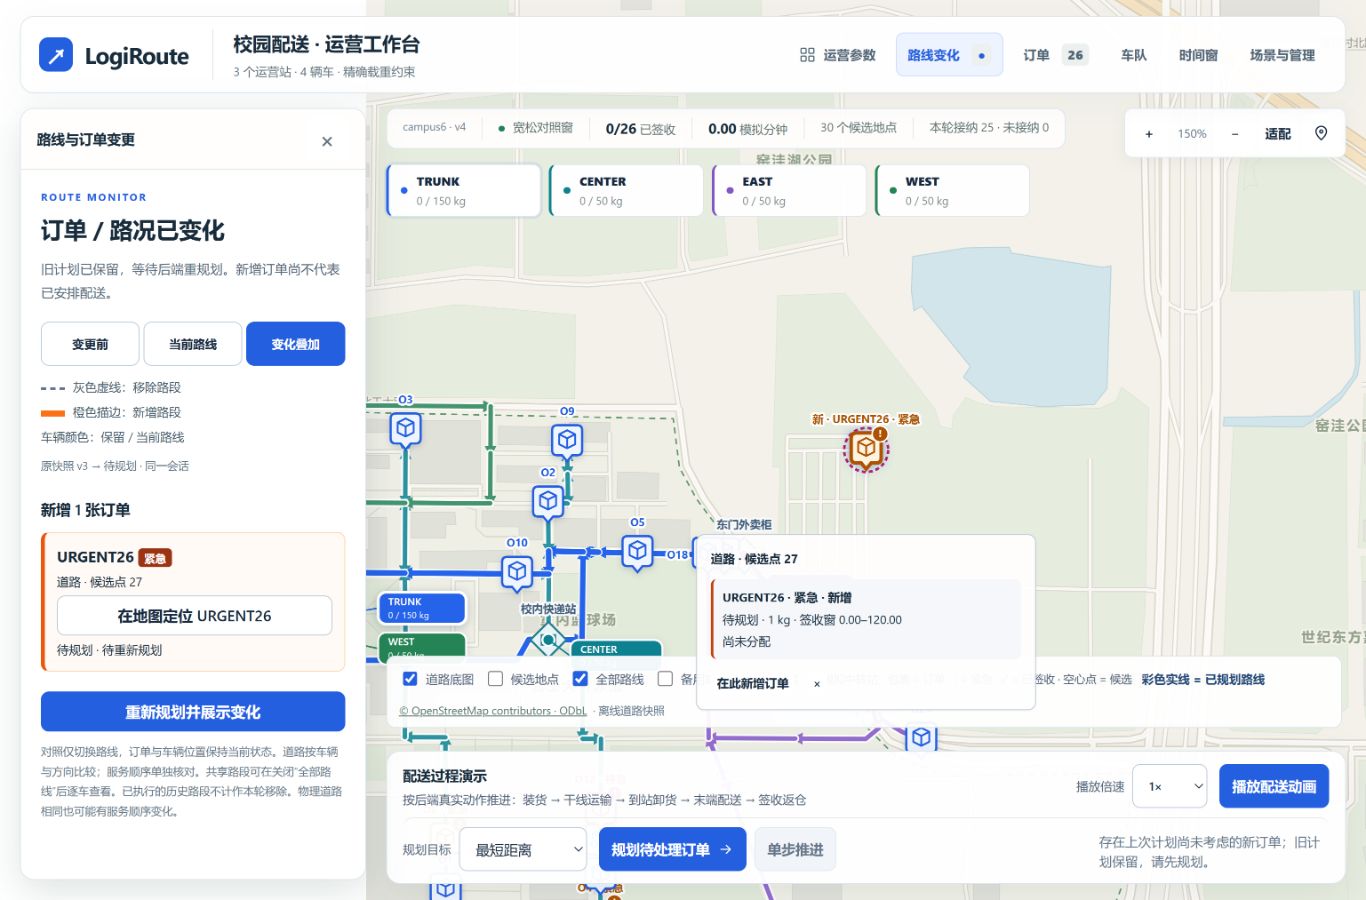 LogiRoute
校园配送 · 运营工作台
3 个运营站 · 4 辆车 · 精确载重约束
运营参数
路线变化
订单 26
车队
时间窗
场景与管理
路线与订单变更
×
ROUTE MONITOR
订单 / 路况已变化
旧计划已保留，等待后端重规划。新增订单尚不代表
已安排配送。
变更前
当前路线
变化叠加
灰色虚线：移除路段
橙色描边：新增路段
车辆颜色：保留 / 当前路线
原快照 v3 → 待规划 · 同一会话
新增 1 张订单
URGENT26 紧急
道路 · 候选点 27
在地图定位 URGENT26
待规划 · 待重新规划
重新规划并展示变化
对照仅切换路线，订单与车辆位置保持当前状态。道路按车辆
与方向比较；服务顺序单独核对。共享路段可在关闭“全部路
线”后逐车查看。已执行的历史路段不计作本轮移除。物理道路
相同也可能有服务顺序变化。
campus6 · v4
宽松对照窗
0/26 已签收
0.00 模拟分钟
30 个候选地点
本轮接纳 25 · 未接纳 0
+
150%
−
适配
TRUNK
0 / 150 kg
CENTER
0 / 50 kg
EAST
0 / 50 kg
WEST
0 / 50 kg
窑洼湖公园
O3
O9
新 · URGENT26 · 紧急
O2
O5
东门外卖柜
O10
O18
道路 · 候选点 27
URGENT26 · 紧急 · 新增
待规划 · 1 kg · 签收窗 0.00–120.00
尚未分配
在此新增订单
×
TRUNK
0 / 150 kg
WEST
校内快递站
CENTER
世纪东方
道路底图
候选地点
全部路线
签收 · 空心点 = 候选
彩色实线 = 已规划路线
© OpenStreetMap contributors · ODbL · 离线道路快照
配送过程演示
按后端真实动作推进：装货 → 干线运输 → 到站卸货 → 末端配送 → 签收返仓
播放倍速
1×
播放配送动画
规划目标
最短距离
规划待处理订单 →
单步推进
存在上次计划尚未考虑的新订单；旧计
划保留，请先规划。